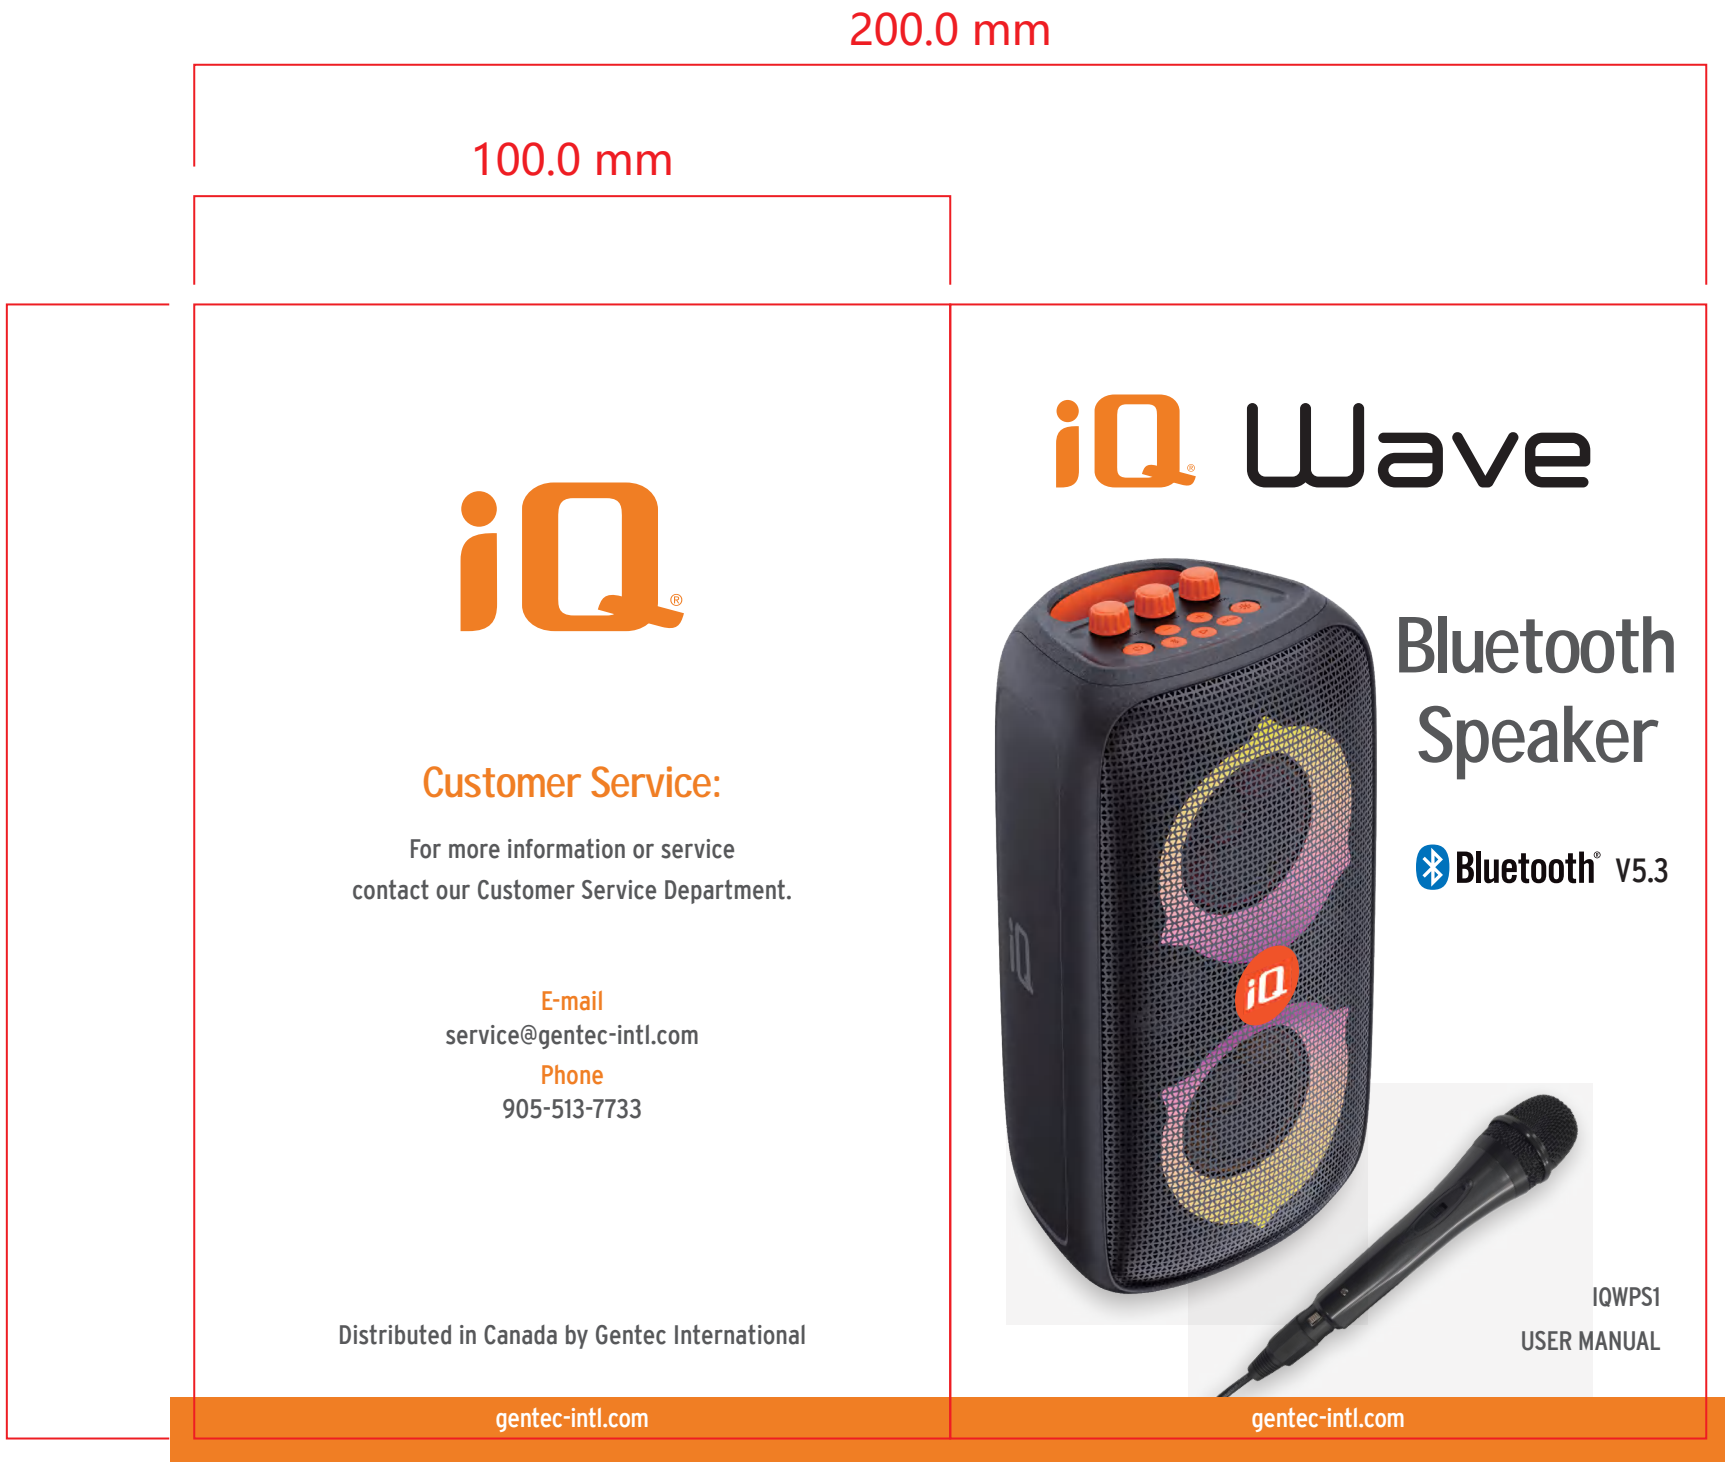 200.0 mm
100.0 mm
iQ®
Customer Service:
For more information or service
contact our Customer Service Department.
E-mail
service@gentec-intl.com
Phone
905-513-7733
Distributed in Canada by Gentec International
gentec-intl.com
iQ® Wave
Bluetooth
Speaker
Bluetooth® V5.3
iQ
iQ
IQWPS1
USER MANUAL
gentec-intl.com